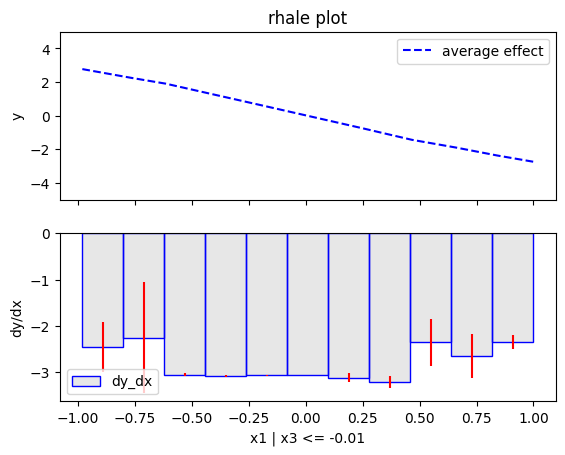 rhale plot
4
2
0
−2
−4
y
average effect
0
−1
−2
−3
dy/dx
dy_dx
−1.00 −0.75 −0.50 −0.25 0.00 0.25 0.50 0.75 1.00
x1 | x3 <= -0.01